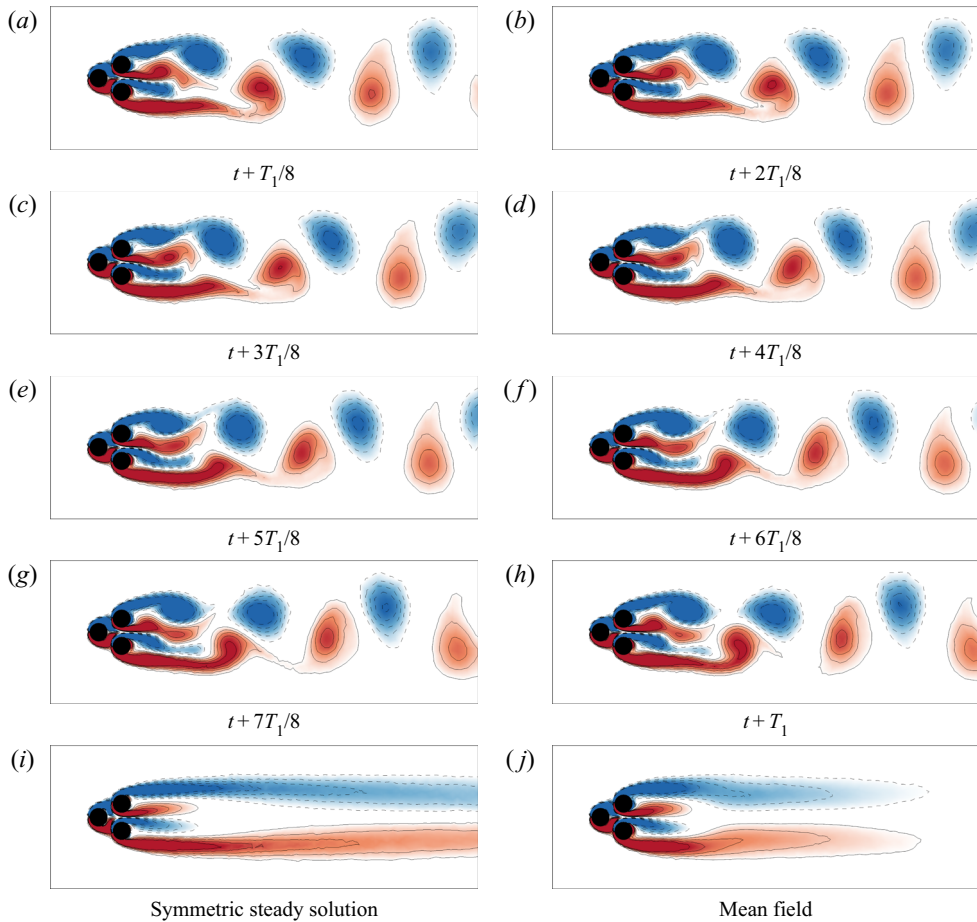 (a)
(b)
t + T₁/8
t + 2T₁/8
(c)
(d)
t + 3T₁/8
t + 4T₁/8
(e)
(f)
t + 5T₁/8
t + 6T₁/8
(g)
(h)
t + 7T₁/8
t + T₁
(i)
(j)
Symmetric steady solution
Mean field